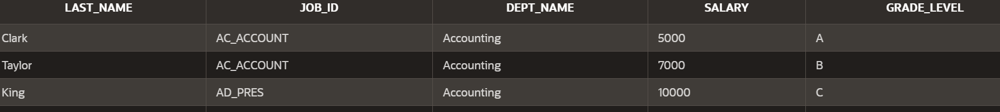 LAST_NAME JOB_ID DEPT_NAME SALARY GRADE_LEVEL
Clark AC_ACCOUNT Accounting 5000 A
Taylor AC_ACCOUNT Accounting 7000 B
King AD_PRES Accounting 10000 C